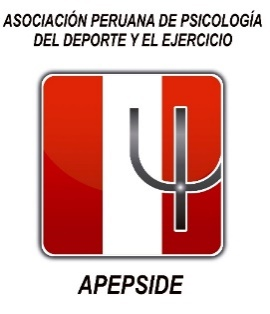 ASOCIACIÓN PERUANA DE PSICOLOGÍA
DEL DEPORTE Y EL EJERCICIO
APEPSIDE